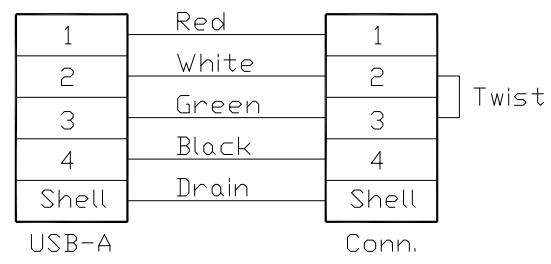 Red
1 1
White
2 2
Twist
Green
3 3
Black
4 4
Drain
Shell Shell
USB-A Conn.